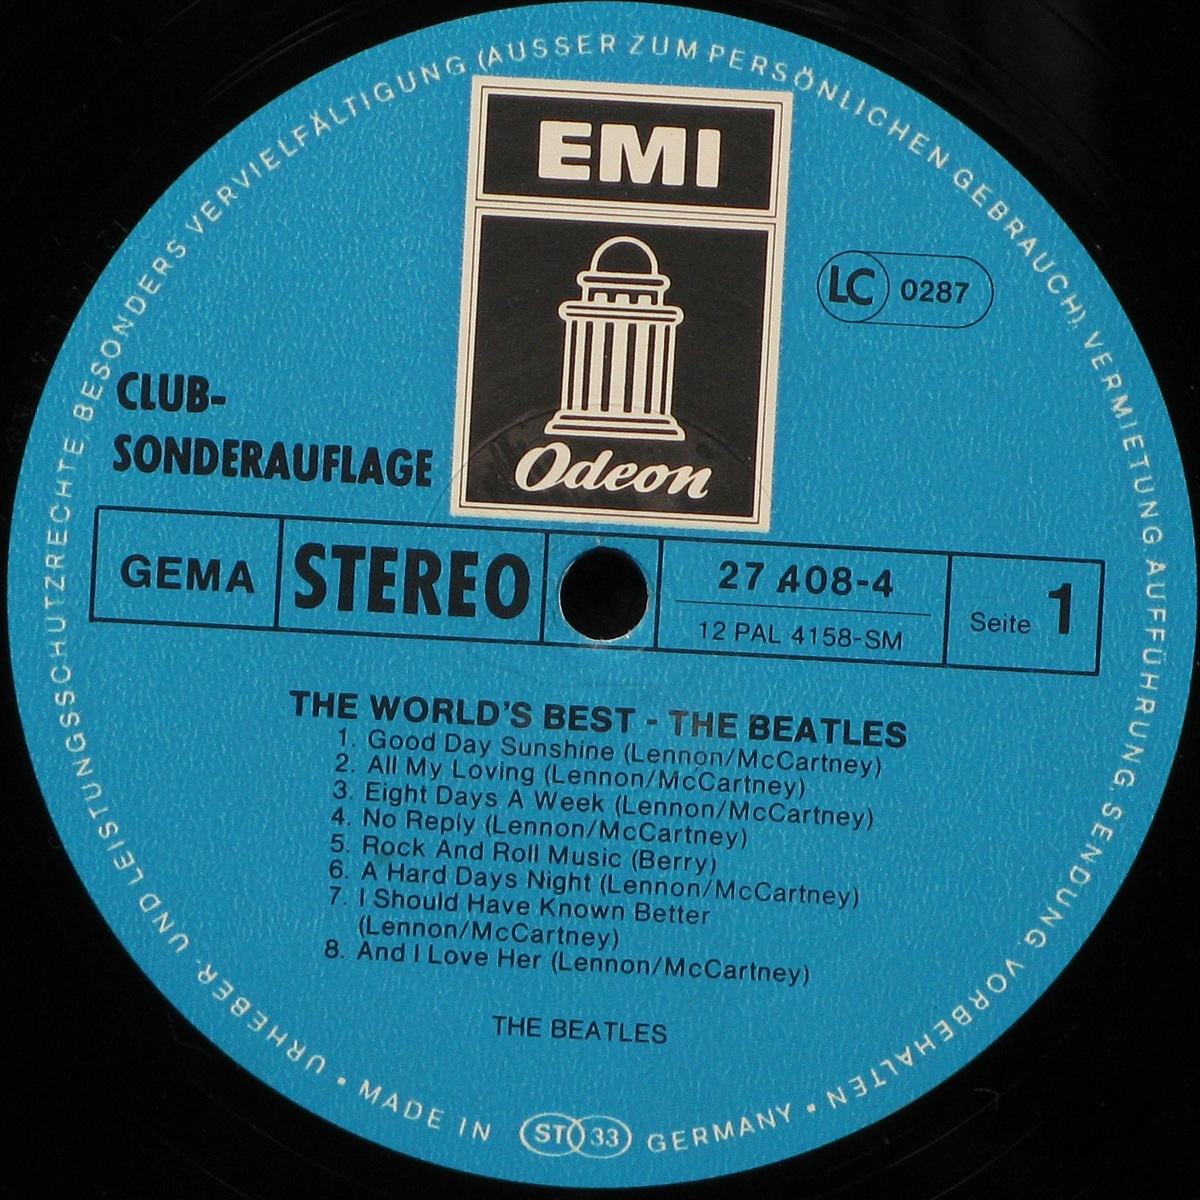 EMI
Odeon
LC 0287
CLUB-
SONDERAUFLAGE
GEMA
STEREO
27 408-4
12 PAL 4158-SM
Seite 1
THE WORLD'S BEST - THE BEATLES
1. Good Day Sunshine (Lennon/McCartney)
2. All My Loving (Lennon/McCartney)
3. Eight Days A Week (Lennon/McCartney)
4. No Reply (Lennon/McCartney)
5. Rock And Roll Music (Berry)
6. A Hard Days Night (Lennon/McCartney)
7. I Should Have Known Better
(Lennon/McCartney)
8. And I Love Her (Lennon/McCartney)
THE BEATLES
URHEBER- UND LEISTUNGSSCHUTZRECHTE BESONDERS VERVIELFÄLTIGUNG (AUSSER ZUM PERSÖNLICHEN GEBRAUCH), VERMIETUNG, AUFFÜHRUNG, SENDUNG, VORBEHALTEN ▪
MADE IN ST 33 GERMANY ▪